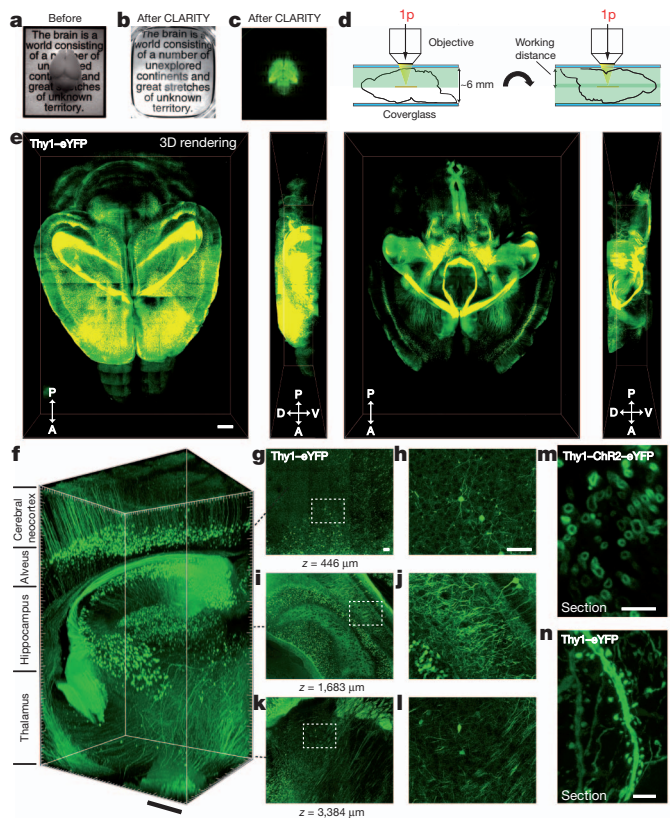 a
Before
The brain is a
world consisting
of a number of
unexplored
continents and
great stretches
of unknown
territory.
b
After CLARITY
The brain is a
world consisting
of a number of
unexplored
continents and
great stretches
of unknown
territory.
c
After CLARITY
d
1p
Objective
~6 mm
Coverglass
Working
distance
1p
e
Thy1–eYFP
3D rendering
P
A
P
D
V
A
P
A
P
D
V
A
f
Cerebral
neocortex
Alveus
Hippocampus
Thalamus
g
Thy1–eYFP
z = 446 μm
h
i
z = 1,683 μm
j
k
z = 3,384 μm
l
m
Thy1–ChR2–eYFP
Section
n
Thy1–eYFP
Section